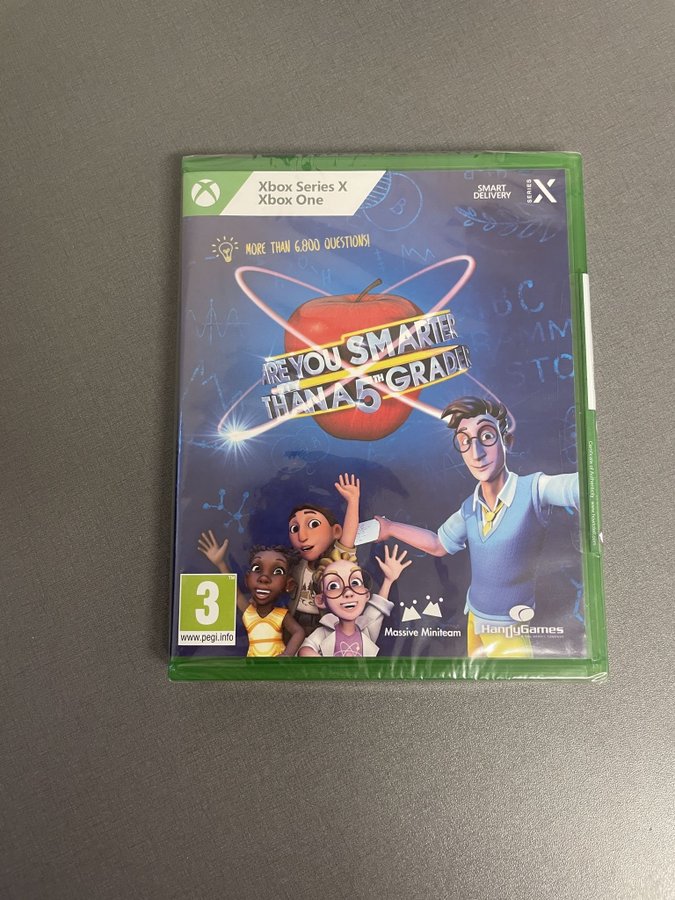 Xbox Series X
Xbox One
SMART
DELIVERY
SERIES X
MORE THAN 6.800 QUESTIONS!
ARE YOU SMARTER
THAN A 5TH GRADER
3
www.pegi.info
Massive Miniteam
HandyGames